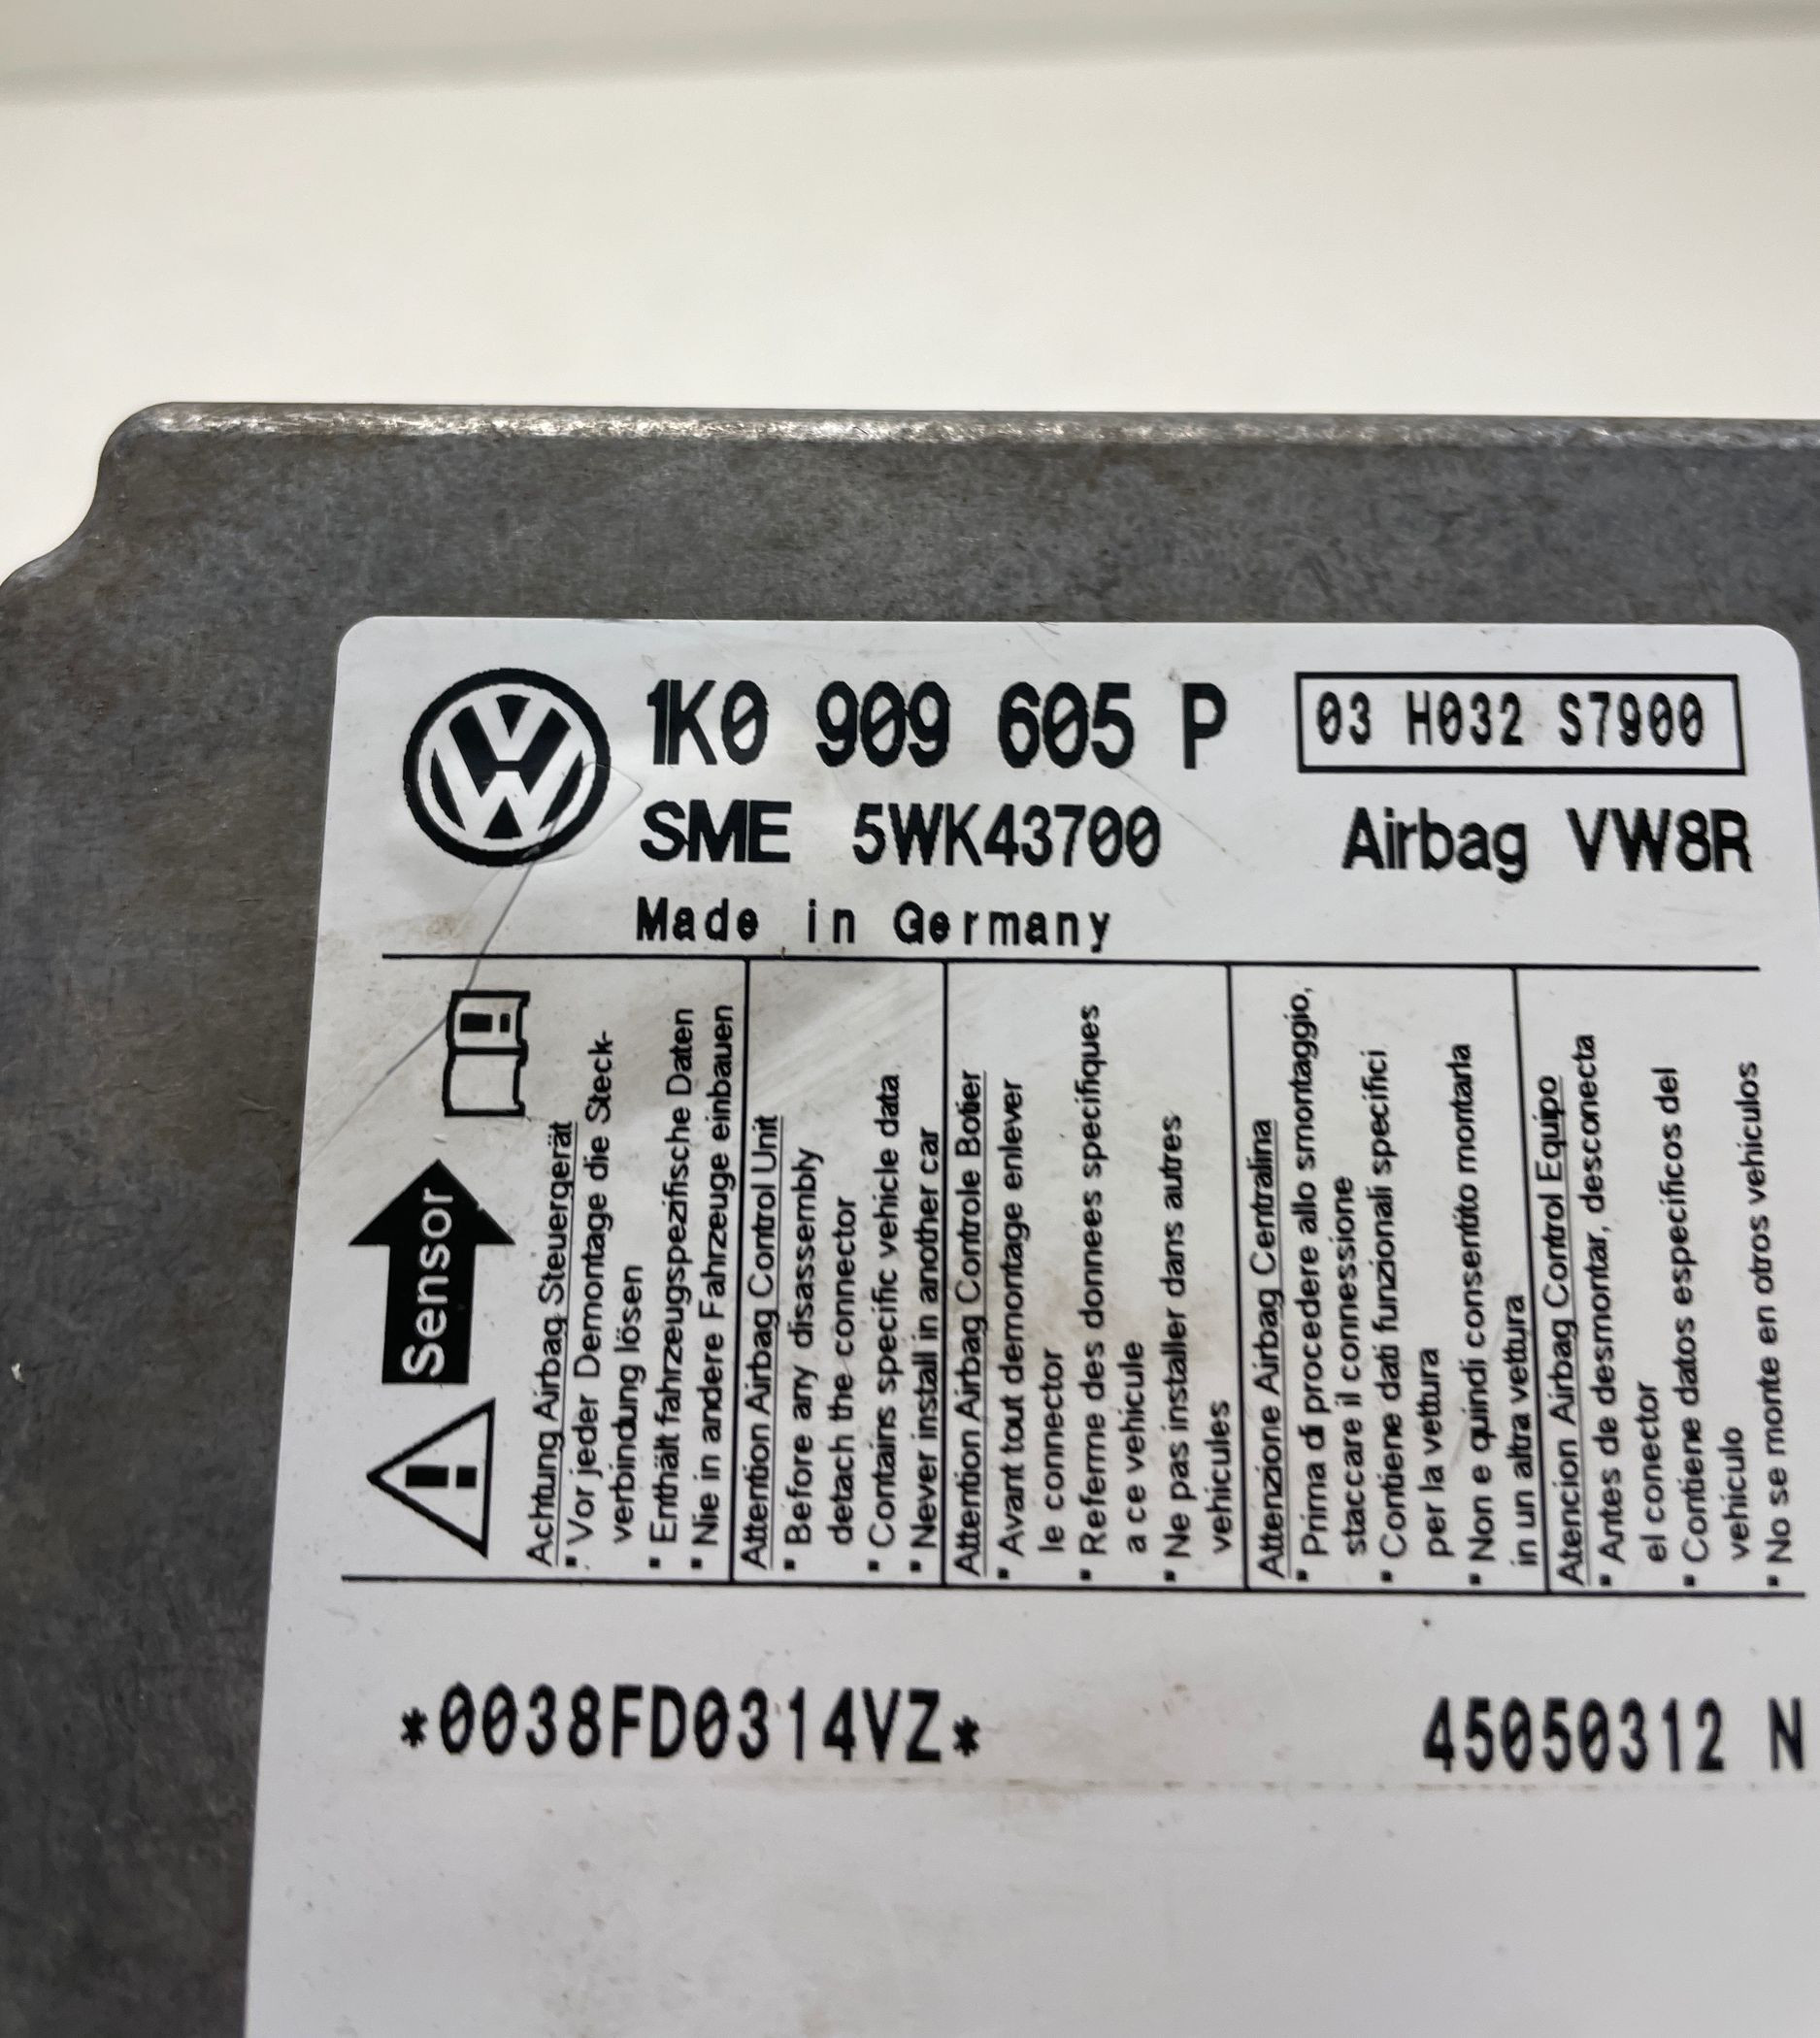 1K0 909 605 P
03 H032 S7900
SME 5WK43700
Airbag VW8R
Made in Germany
Sensor
Achtung Airbag Steuergerät
▪ Vor jeder Demontage die Steck-
verbindung lösen
▪ Enthält fahrzeugspezifische Daten
▪ Nie in andere Fahrzeuge einbauen
Attention Airbag Control Unit
▪ Before any disassembly
detach the connector
▪ Contains specific vehicle data
▪ Never install in another car
Attention Airbag Controle Botier
▪ Avant tout demontage enlever
le connector
▪ Referme des donnees specifiques
a ce vehicule
▪ Ne pas installer dans autres
vehicules
Attenzione Airbag Centralina
▪ Prima di procedere allo smontaggio,
staccare il connessione
▪ Contiene dati funzionali specifici
per la vettura
▪ Non e quindi consentito montarla
in un altra vettura
Atencion Airbag Control Equipo
▪ Antes de desmontar, desconecta
el conector
▪ Contiene datos especificos del
vehiculo
▪ No se monte en otros vehiculos
*0038FD0314VZ*
45050312 N